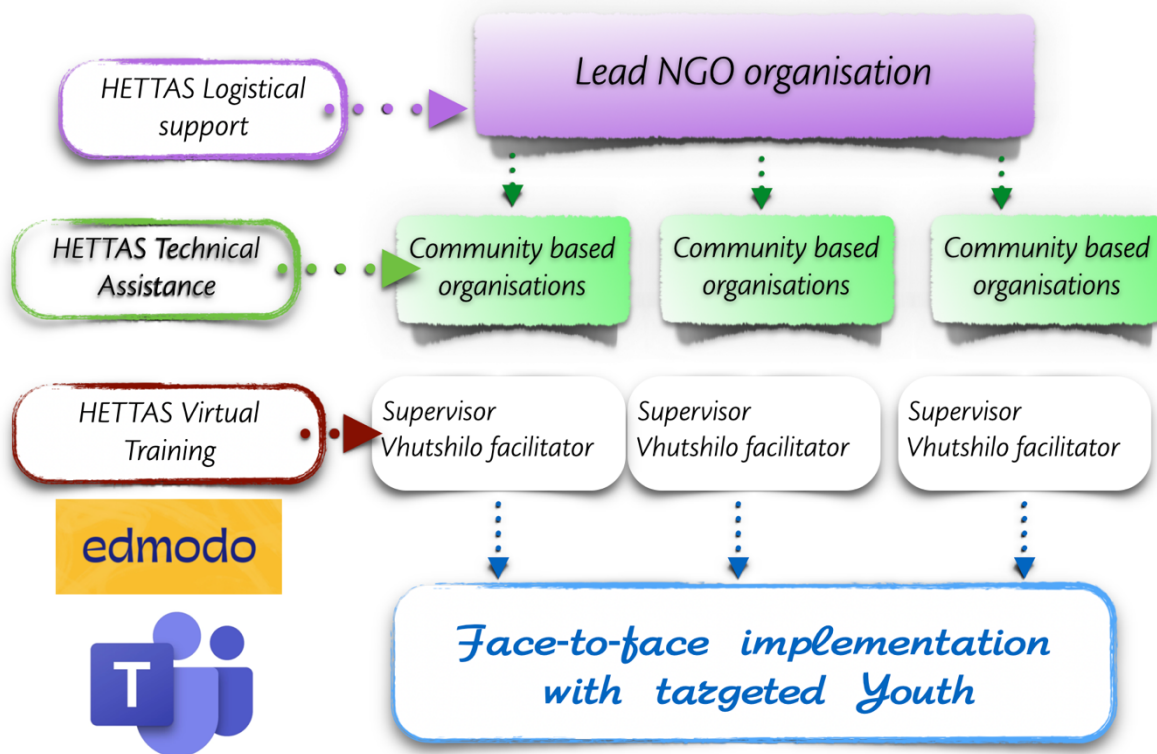 HETTAS Logistical
support
Lead NGO organisation
HETTAS Technical
Assistance
Community based
organisations
Community based
organisations
Community based
organisations
HETTAS Virtual
Training
Supervisor
Vhutshilo facilitator
Supervisor
Vhutshilo facilitator
Supervisor
Vhutshilo facilitator
edmodo
T
Face-to-face implementation
with targeted Youth